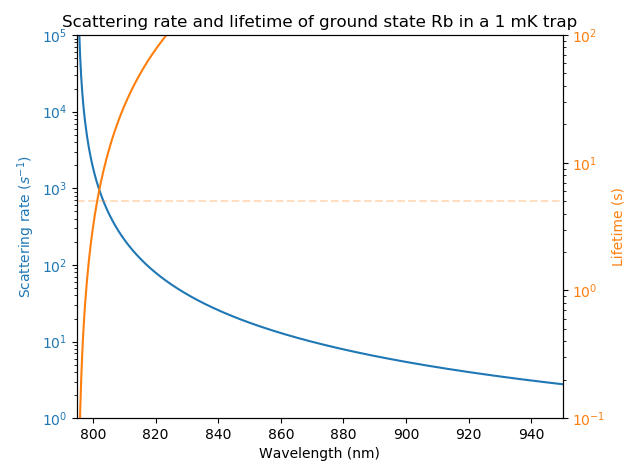 Scattering rate and lifetime of ground state Rb in a 1 mK trap
10⁵
10⁴
10³
10²
10¹
10⁰
Scattering rate (s⁻¹)
10²
10¹
10⁰
10⁻¹
Lifetime (s)
800 820 840 860 880 900 920 940
Wavelength (nm)